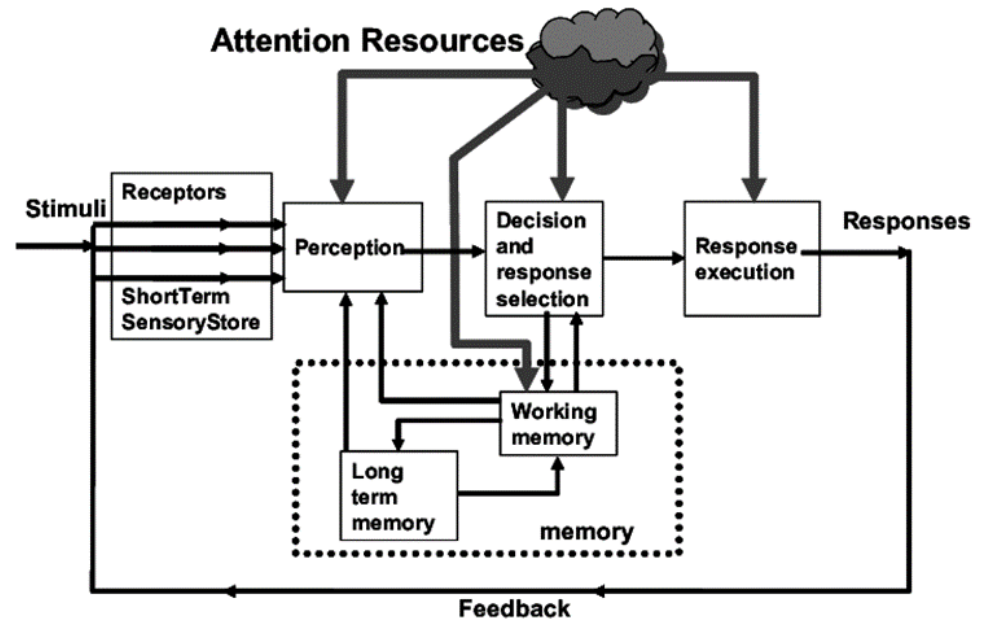 Attention Resources
Stimuli
Receptors
ShortTerm
SensoryStore
Perception
Decision
and
response
selection
Response
execution
Responses
Working
memory
Long
term
memory
memory
Feedback